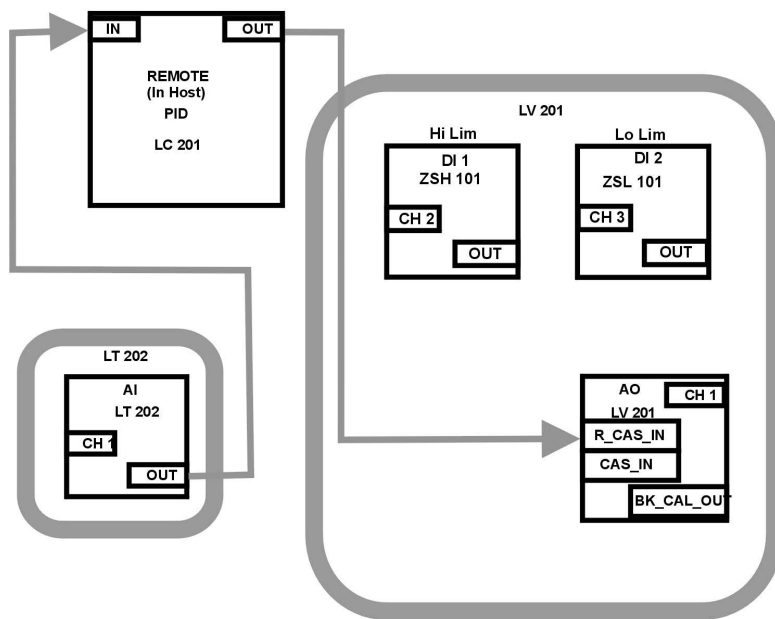 IN
OUT
REMOTE
(In Host)
PID
LC 201
LV 201
Hi Lim
DI 1
ZSH 101
CH 2
OUT
Lo Lim
DI 2
ZSL 101
CH 3
OUT
LT 202
AI
LT 202
CH 1
OUT
AO
CH 1
LV 201
R_CAS_IN
CAS_IN
BK_CAL_OUT